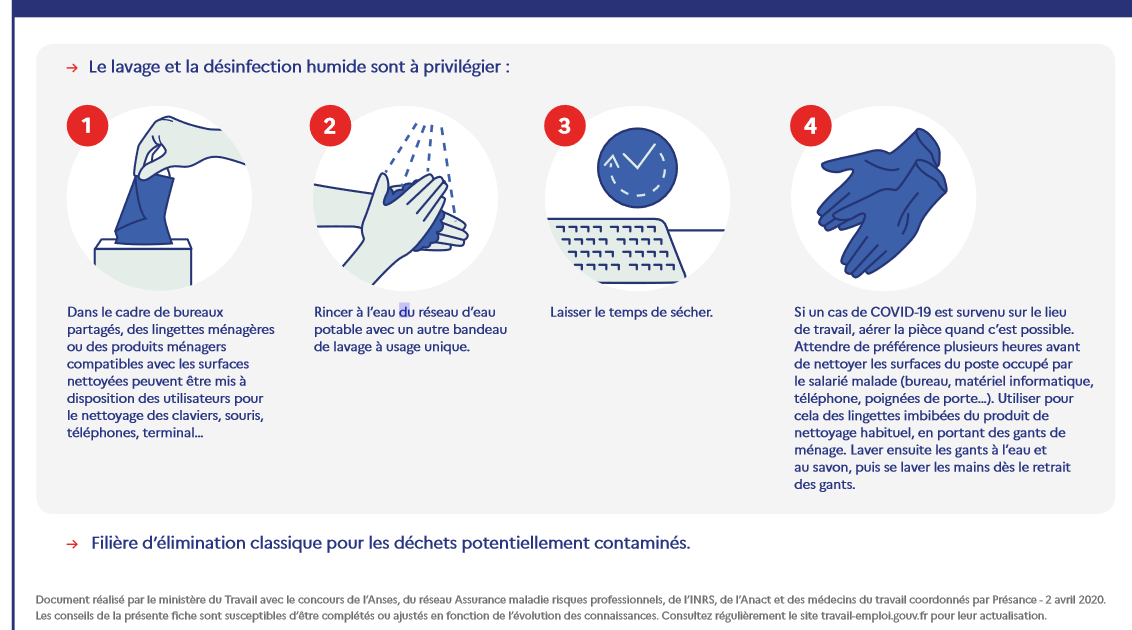 → Le lavage et la désinfection humide sont à privilégier :
1
Dans le cadre de bureaux
partagés, des lingettes ménagères
ou des produits ménagers
compatibles avec les surfaces
nettoyées peuvent être mis à
disposition des utilisateurs pour
le nettoyage des claviers, souris,
téléphones, terminal...
2
Rincer à l’eau du réseau d’eau
potable avec un autre bandeau
de lavage à usage unique.
3
Laisser le temps de sécher.
4
Si un cas de COVID-19 est survenu sur le lieu
de travail, aérer la pièce quand c’est possible.
Attendre de préférence plusieurs heures avant
de nettoyer les surfaces du poste occupé par
le salarié malade (bureau, matériel informatique,
téléphone, poignées de porte...). Utiliser pour
cela des lingettes imbibées du produit de
nettoyage habituel, en portant des gants de
ménage. Laver ensuite les gants à l’eau et
au savon, puis se laver les mains dès le retrait
des gants.
→ Filière d’élimination classique pour les déchets potentiellement contaminés.
Document réalisé par le ministère du Travail avec le concours de l’Anses, du réseau Assurance maladie risques professionnels, de l’INRS, de l’Anact et des médecins du travail coordonnés par Présance - 2 avril 2020.
Les conseils de la présente fiche sont susceptibles d’être complétés ou ajustés en fonction de l’évolution des connaissances. Consultez régulièrement le site travail-emploi.gouv.fr pour leur actualisation.